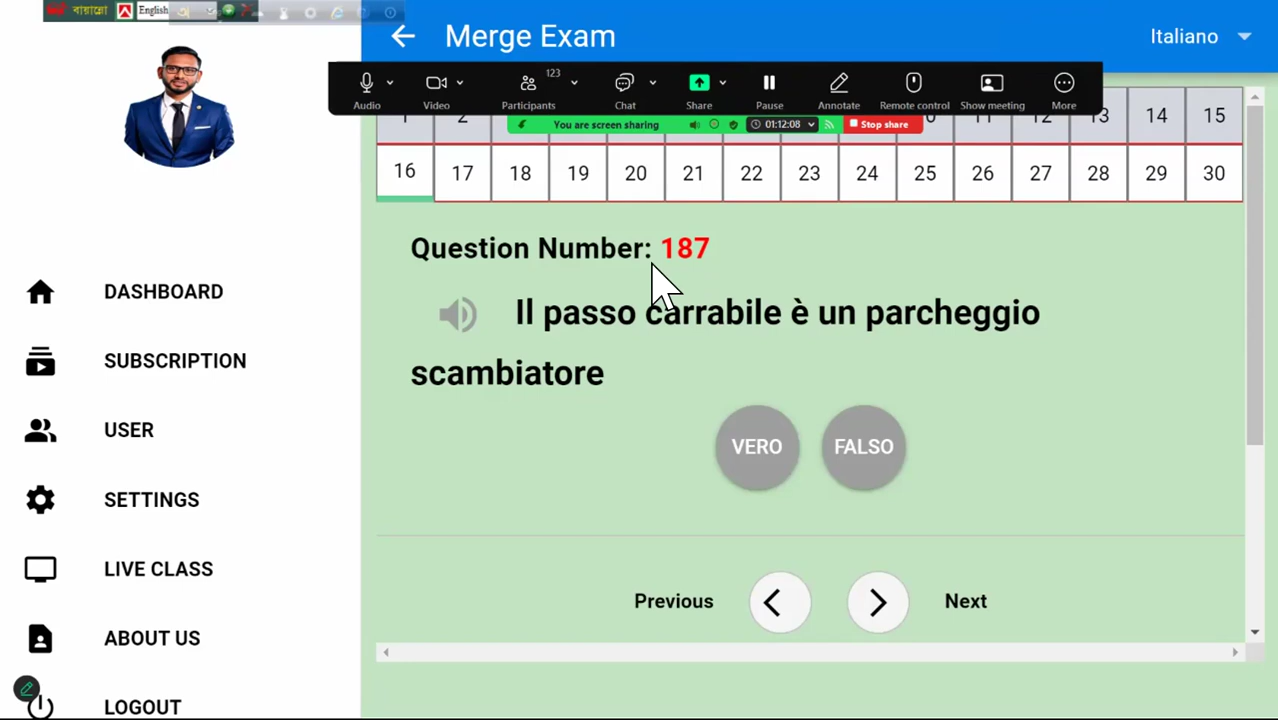 বায়ান্নো English
Merge Exam
Italiano
Audio Video Participants 123 Chat Share Pause Annotate Remote control Show meeting More
You are screen sharing 01:12:08 Stop share
1 2 12 13 14 15
16 17 18 19 20 21 22 23 24 25 26 27 28 29 30
Question Number: 187
Il passo carrabile è un parcheggio
scambiatore
VERO FALSO
Previous Next
DASHBOARD
SUBSCRIPTION
USER
SETTINGS
LIVE CLASS
ABOUT US
LOGOUT